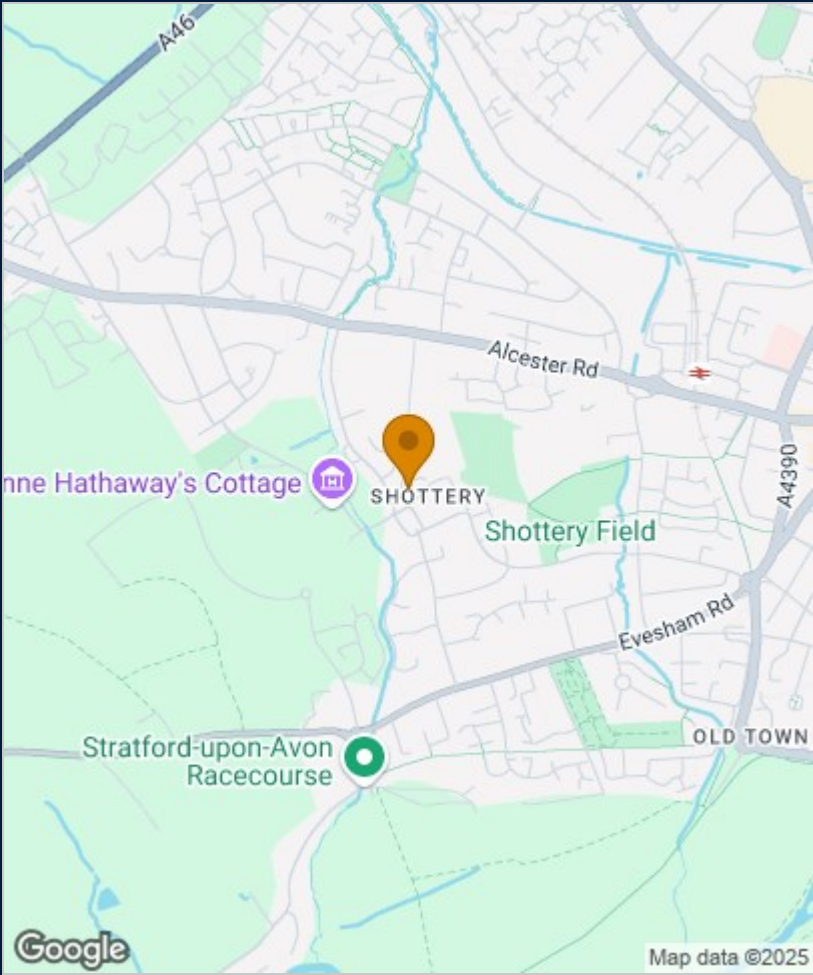 A46
Alcester Rd
A4390
nne Hathaway's Cottage
SHOTTERY
Shottery Field
Evesham Rd
OLD TOWN
Stratford-upon-Avon
Racecourse
Google
Map data ©2025